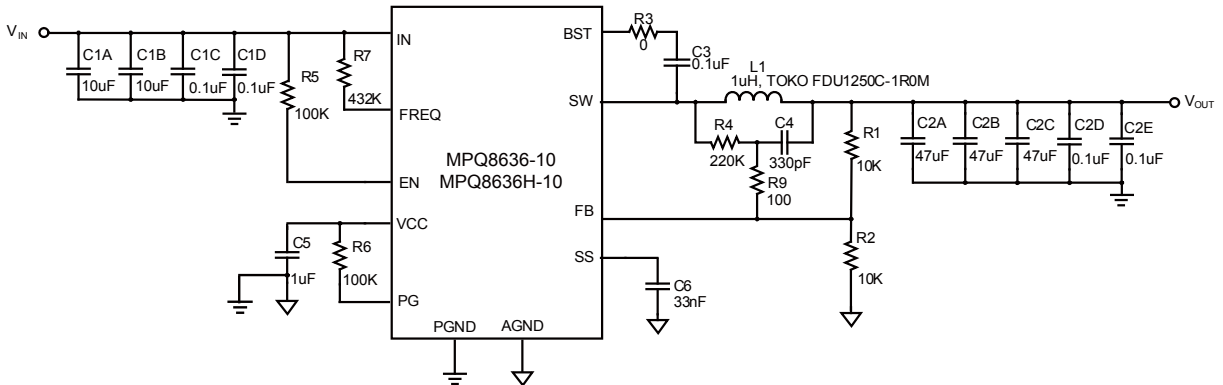 VIN
C1A
10uF
C1B
10uF
C1C
0.1uF
C1D
0.1uF
R5
100K
R7
432K
IN
FREQ
EN
VCC
PG
PGND
AGND
BST
SW
FB
SS
MPQ8636-10
MPQ8636H-10
C5
1uF
R6
100K
R3
0
C3
0.1uF
L1
1uH, TOKO FDU1250C-1R0M
R4
220K
C4
330pF
R9
100
R1
10K
R2
10K
C6
33nF
C2A
47uF
C2B
47uF
C2C
47uF
C2D
0.1uF
C2E
0.1uF
VOUT